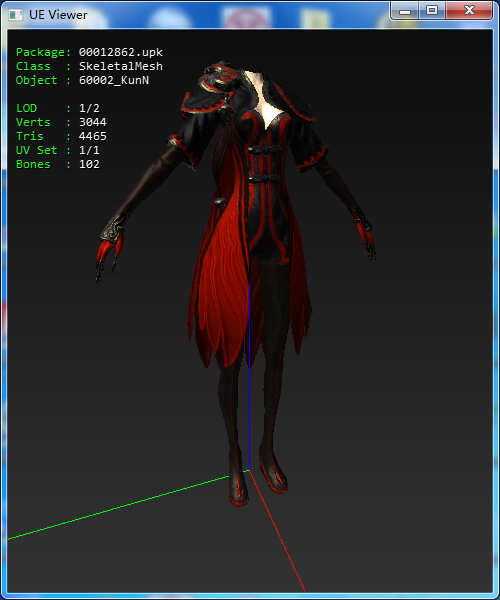 UE Viewer
Package: 00012862.upk
Class : SkeletalMesh
Object : 60002_KunN
LOD : 1/2
Verts : 3044
Tris : 4465
UV Set : 1/1
Bones : 102